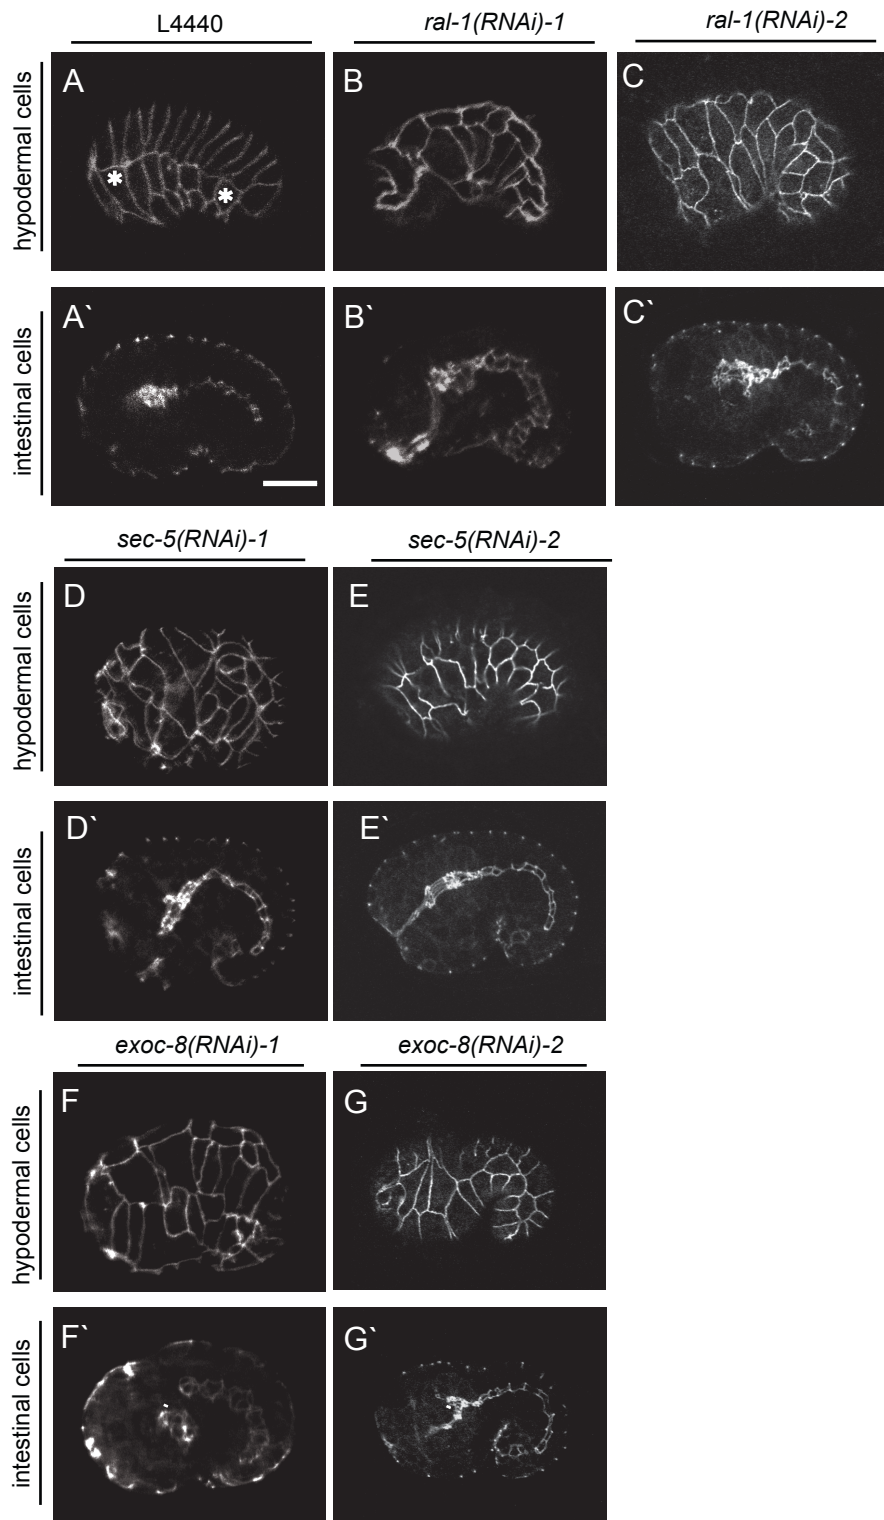 L4440 ral-1(RNAi)-1 ral-1(RNAi)-2
hypodermal cells
A B C
* *
intestinal cells
A` B` C`
sec-5(RNAi)-1 sec-5(RNAi)-2
hypodermal cells
D E
intestinal cells
D` E`
exoc-8(RNAi)-1 exoc-8(RNAi)-2
hypodermal cells
F G
intestinal cells
F` G`